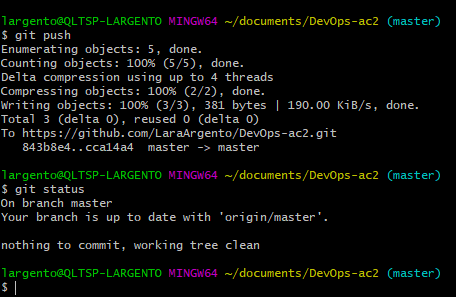 largento@QLTSP-LARGENTO MINGW64 ~/documents/DevOps-ac2 (master)
$ git push
Enumerating objects: 5, done.
Counting objects: 100% (5/5), done.
Delta compression using up to 4 threads
Compressing objects: 100% (2/2), done.
Writing objects: 100% (3/3), 381 bytes | 190.00 KiB/s, done.
Total 3 (delta 0), reused 0 (delta 0)
To https://github.com/LaraArgento/DevOps-ac2.git
   843b8e4..cca14a4  master -> master

largento@QLTSP-LARGENTO MINGW64 ~/documents/DevOps-ac2 (master)
$ git status
On branch master
Your branch is up to date with 'origin/master'.

nothing to commit, working tree clean

largento@QLTSP-LARGENTO MINGW64 ~/documents/DevOps-ac2 (master)
$